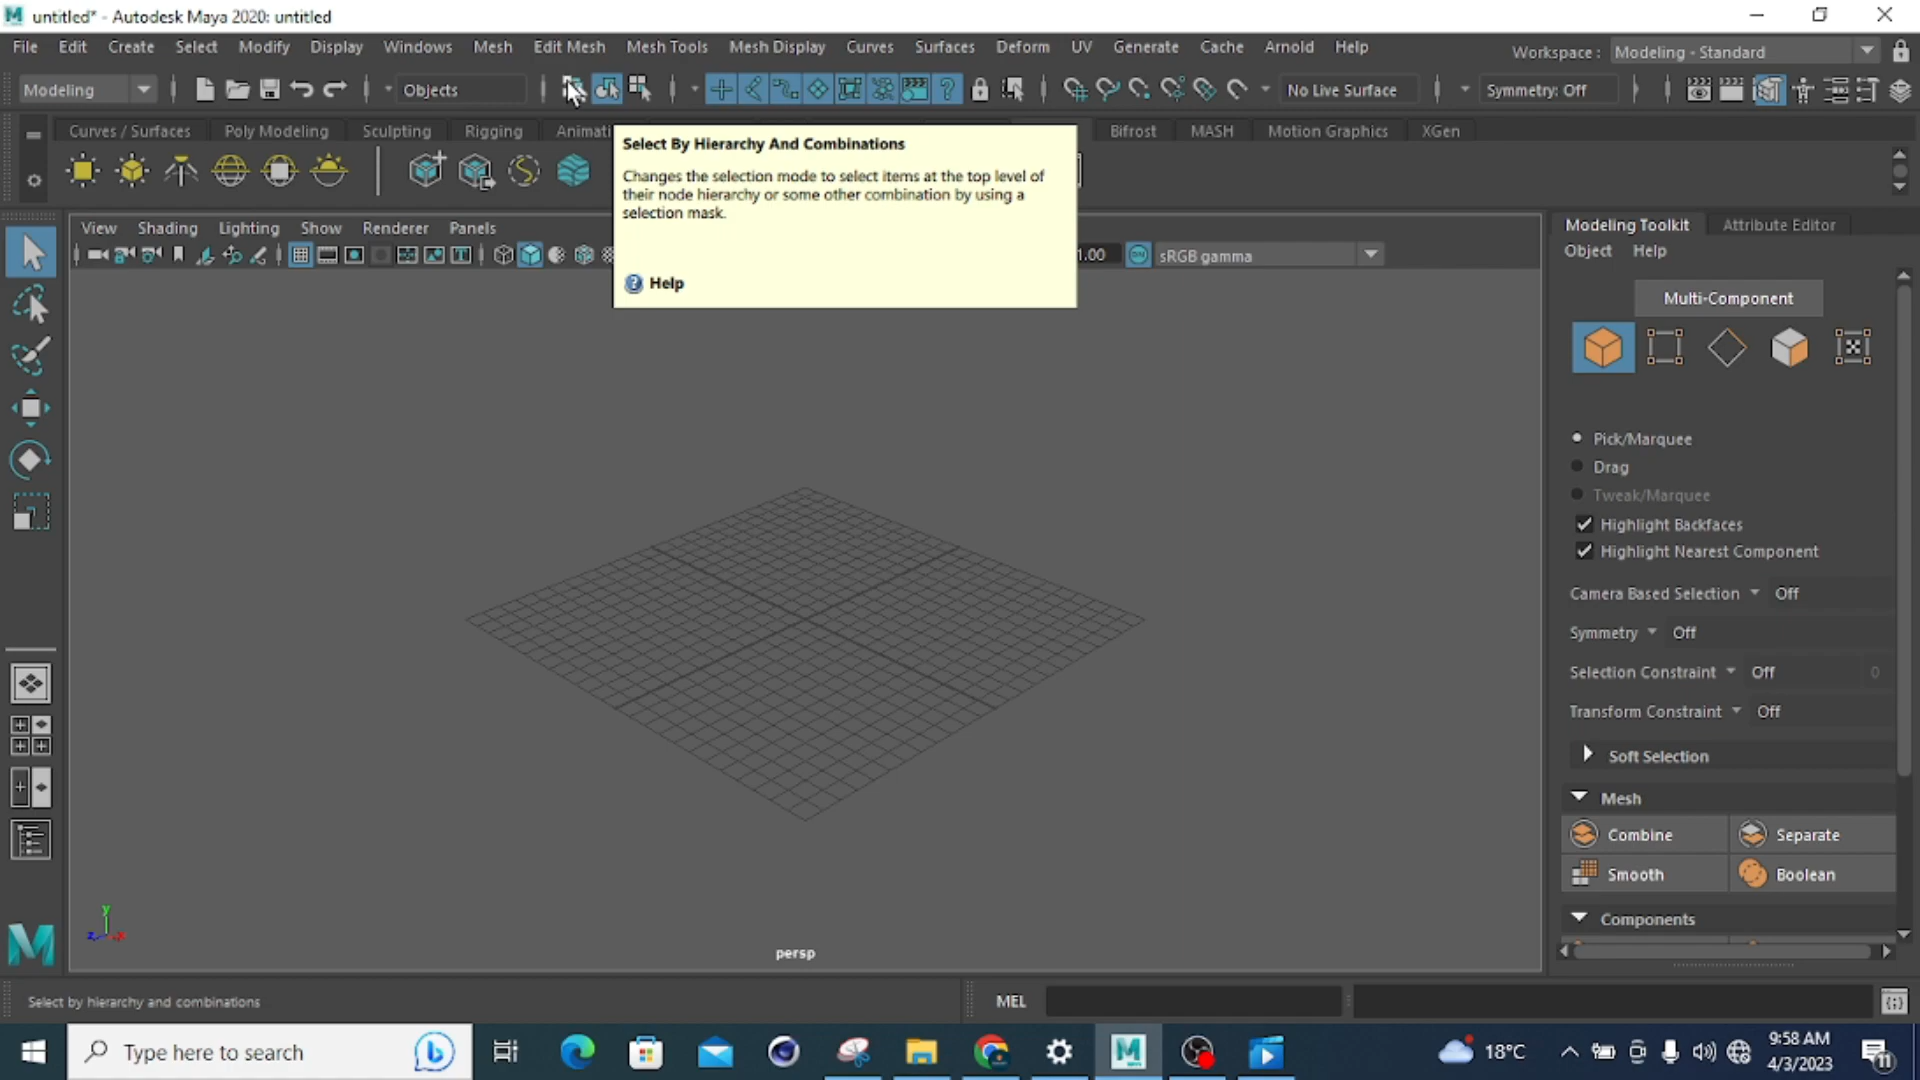 untitled* - Autodesk Maya 2020: untitled
File Edit Create Select Modify Display Windows Mesh Edit Mesh Mesh Tools Mesh Display Curves Surfaces Deform UV Generate Cache Arnold Help
Workspace : Modeling - Standard
Modeling Objects No Live Surface Symmetry: Off
Curves / Surfaces Poly Modeling Sculpting Rigging Animati Bifrost MASH Motion Graphics XGen
Select By Hierarchy And Combinations
Changes the selection mode to select items at the top level of
their node hierarchy or some other combination by using a
selection mask.
Help
View Shading Lighting Show Renderer Panels
1.00 ON sRGB gamma
Modeling Toolkit Attribute Editor
Object Help
Multi-Component
Pick/Marquee
Drag
Tweak/Marquee
Highlight Backfaces
Highlight Nearest Component
Camera Based Selection Off
Symmetry Off
Selection Constraint Off 0
Transform Constraint Off
Soft Selection
Mesh
Combine Separate
Smooth Boolean
Components
y
z x
persp
Select by hierarchy and combinations
MEL
Type here to search
18°C
9:58 AM
4/3/2023
11